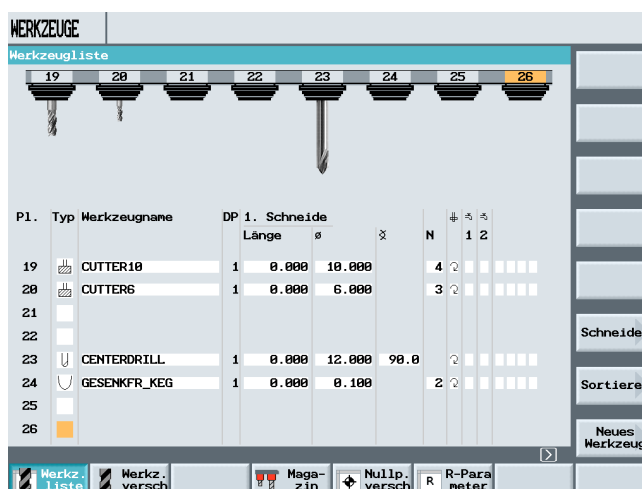 WERKZEUGE
Werkzeugliste
19 20 21 22 23 24 25 26
Pl. Typ Werkzeugname DP 1. Schneide
Länge ø N 1 2
19 CUTTER10 1 0.000 10.000 4
20 CUTTER6 1 0.000 6.000 3
21
22
23 CENTERDRILL 1 0.000 12.000 90.0
24 GESENKFR_KEG 1 0.000 0.100 2
25
26
Schneide
Sortiere
Neues
Werkzeug
Werkz.
liste
Werkz.
versch
Maga-
zin
Nullp.
versch
R R-Para
meter